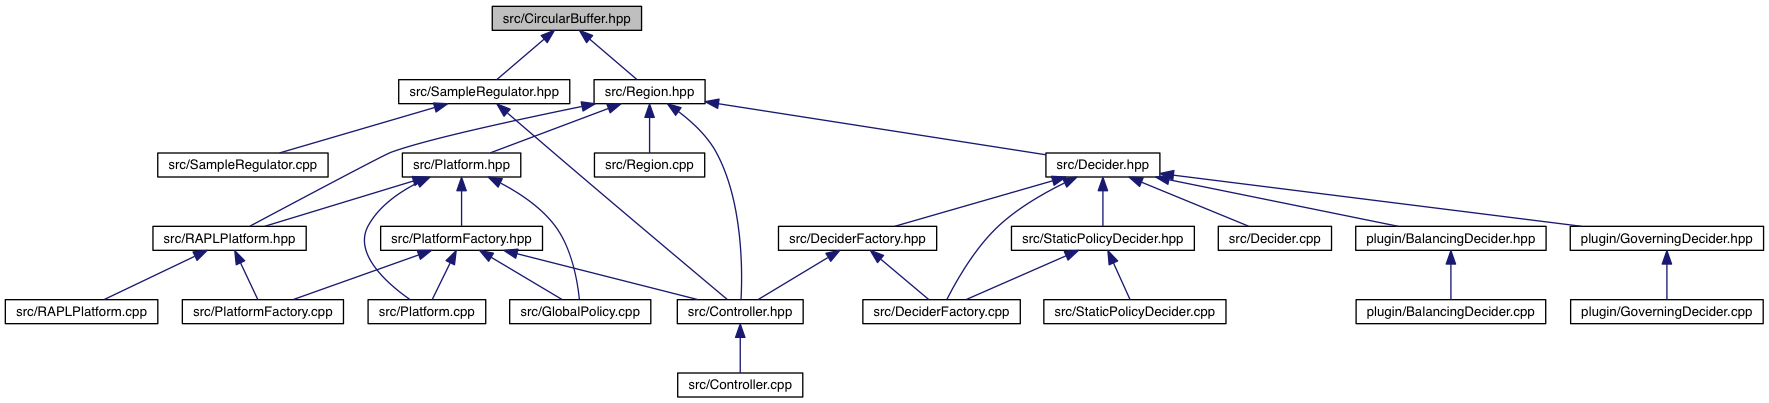 src/CircularBuffer.hpp
src/SampleRegulator.hpp
src/Region.hpp
src/SampleRegulator.cpp
src/Platform.hpp
src/Region.cpp
src/Decider.hpp
src/RAPLPlatform.hpp
src/PlatformFactory.hpp
src/DeciderFactory.hpp
src/StaticPolicyDecider.hpp
src/Decider.cpp
plugin/BalancingDecider.hpp
plugin/GoverningDecider.hpp
src/RAPLPlatform.cpp
src/PlatformFactory.cpp
src/Platform.cpp
src/GlobalPolicy.cpp
src/Controller.hpp
src/DeciderFactory.cpp
src/StaticPolicyDecider.cpp
plugin/BalancingDecider.cpp
plugin/GoverningDecider.cpp
src/Controller.cpp